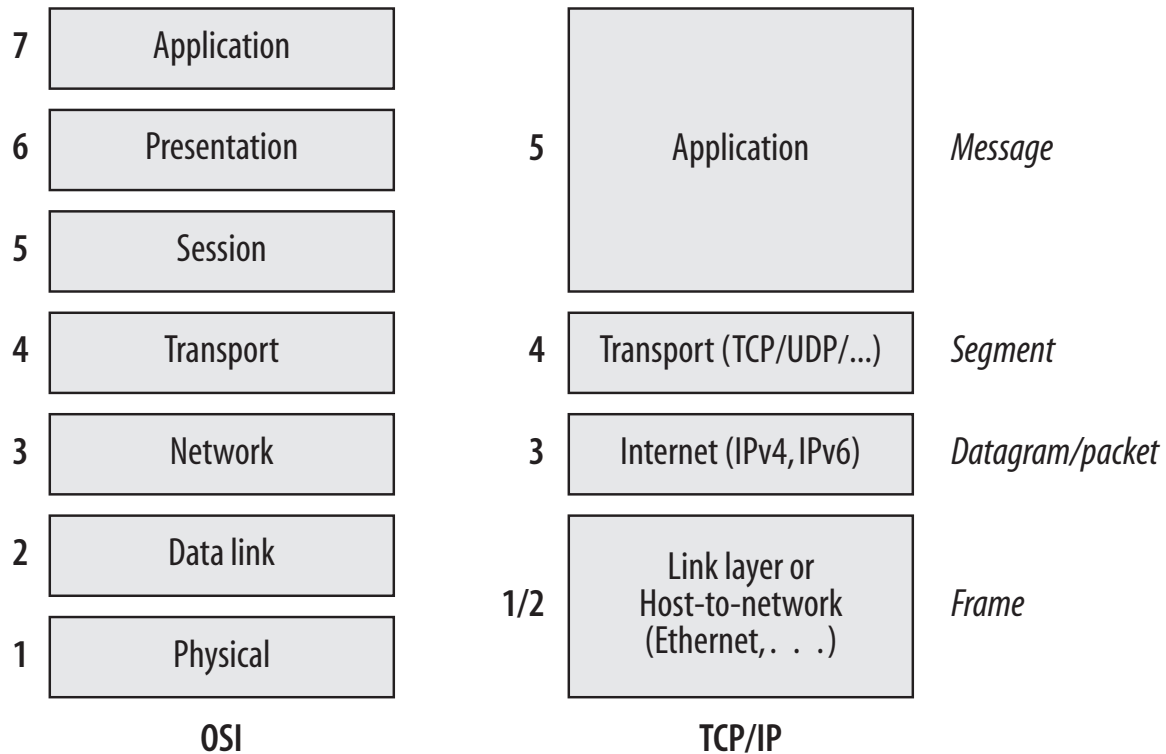 7 Application
6 Presentation 5 Application Message
5 Session
4 Transport 4 Transport (TCP/UDP/...) Segment
3 Network 3 Internet (IPv4, IPv6) Datagram/packet
2 Data link
Link layer or
1/2 Host-to-network Frame
(Ethernet, . . .)
1 Physical
OSI TCP/IP